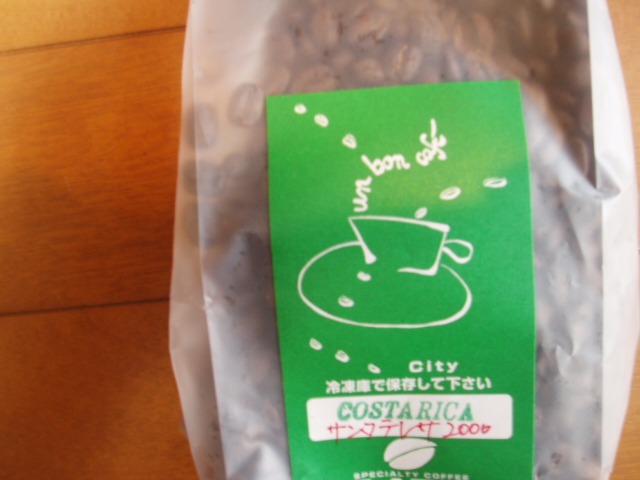 un bon café
City
冷凍庫で保存して下さい
COSTARICA
サンタテレサ2000
SPECIALTY COFFEE